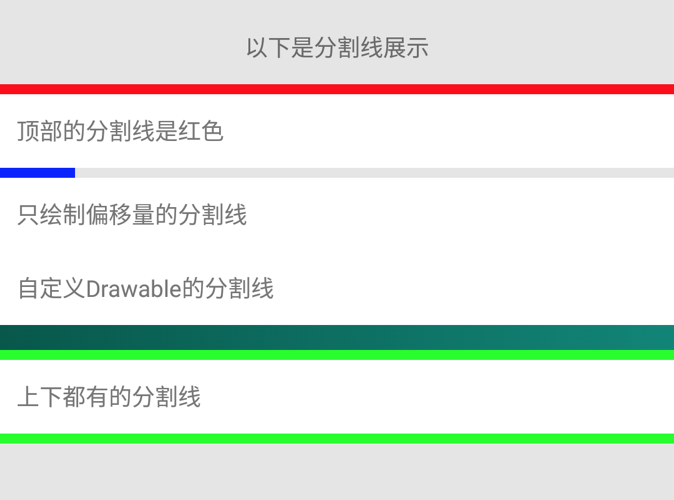 以下是分割线展示
顶部的分割线是红色
只绘制偏移量的分割线
自定义Drawable的分割线
上下都有的分割线